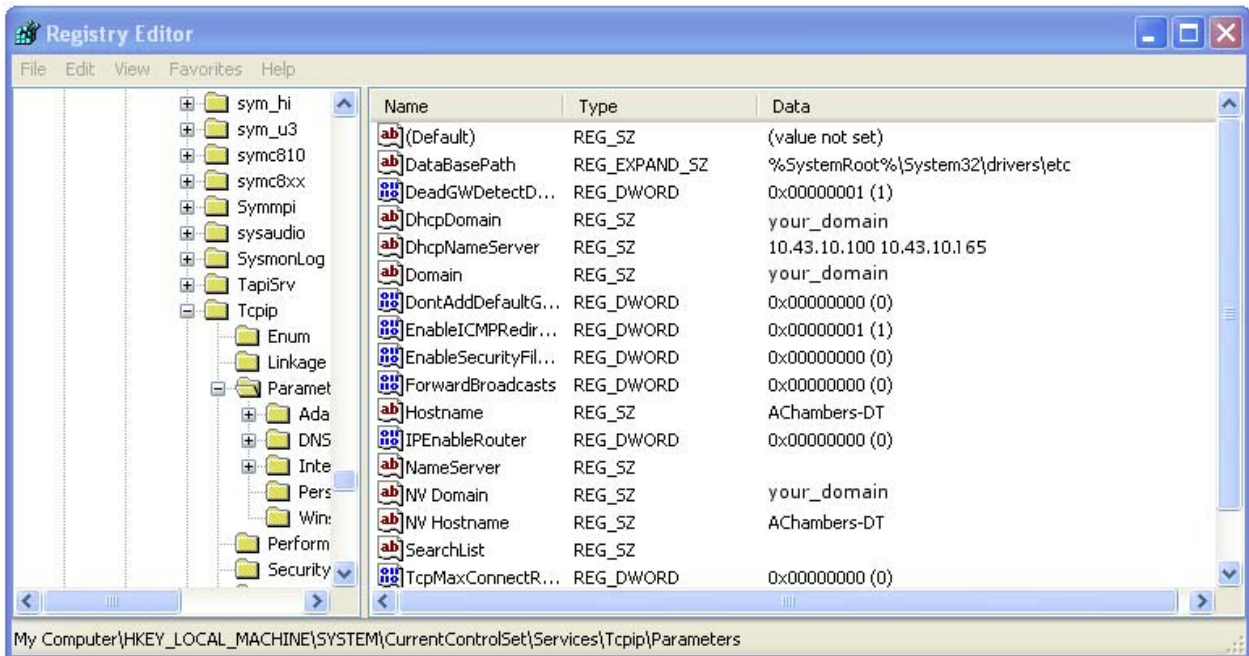 Registry Editor
File Edit View Favorites Help
sym_hi
sym_u3
symc810
symc8xx
Symmpi
sysaudio
SysmonLog
TapiSrv
Tcpip
Enum
Linkage
Paramet
Ada
DNS
Inte
Pers
Win
Perform
Security
Name Type Data
(Default) REG_SZ (value not set)
DataBasePath REG_EXPAND_SZ %SystemRoot%\System32\drivers\etc
DeadGWDetectD... REG_DWORD 0x00000001 (1)
DhcpDomain REG_SZ your_domain
DhcpNameServer REG_SZ 10.43.10.100 10.43.10.165
Domain REG_SZ your_domain
DontAddDefaultG... REG_DWORD 0x00000000 (0)
EnableICMPRedir... REG_DWORD 0x00000001 (1)
EnableSecurityFil... REG_DWORD 0x00000000 (0)
ForwardBroadcasts REG_DWORD 0x00000000 (0)
Hostname REG_SZ AChambers-DT
IPEnableRouter REG_DWORD 0x00000000 (0)
NameServer REG_SZ
NV Domain REG_SZ your_domain
NV Hostname REG_SZ AChambers-DT
SearchList REG_SZ
TcpMaxConnectR... REG_DWORD 0x00000000 (0)
My Computer\HKEY_LOCAL_MACHINE\SYSTEM\CurrentControlSet\Services\Tcpip\Parameters